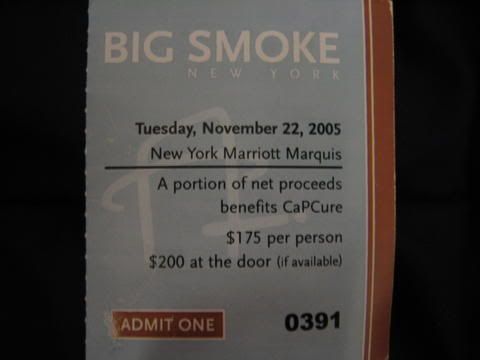 BIG SMOKE
NEW YORK
Tuesday, November 22, 2005
New York Marriott Marquis
A portion of net proceeds
benefits CaPCure
$175 per person
$200 at the door (if available)
ADMIT ONE 0391